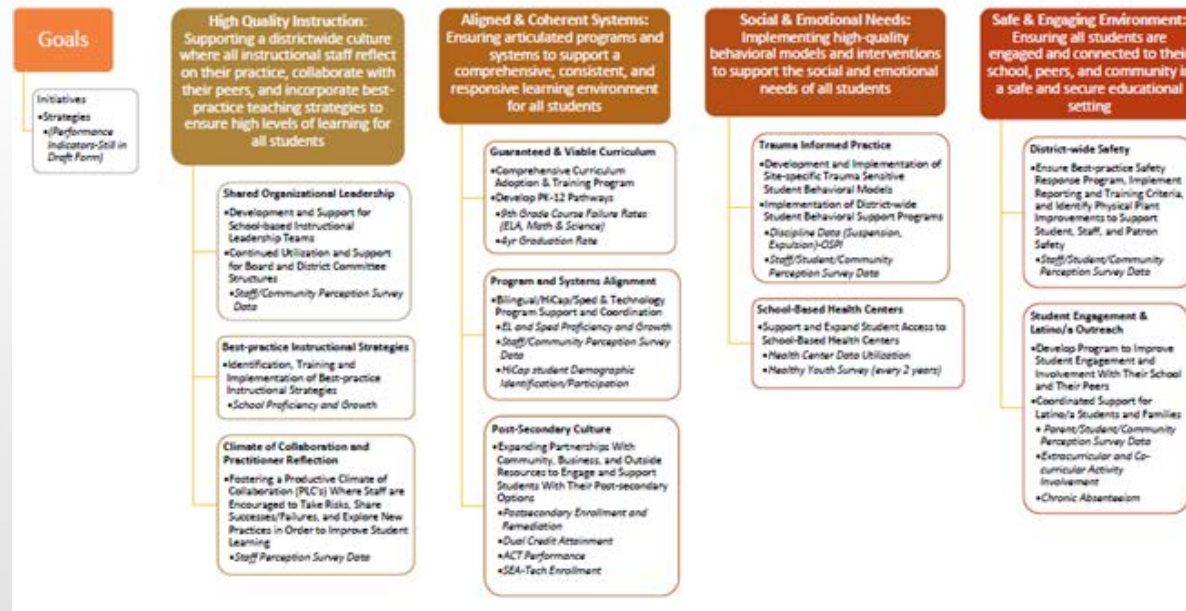 Goals
Initiatives
•Strategies
•(Performance
Indicators-Still in
Draft Form)
High Quality Instruction:
Supporting a districtwide culture
where all instructional staff reflect
on their practice, collaborate with
their peers, and incorporate best-
practice teaching strategies to
ensure high levels of learning for
all students
Shared Organizational Leadership
•Development and Support for
School-based Instructional
Leadership Teams
•Continued Utilization and Support
for Board and District Committee
Structures
•Staff/Community Perception Survey
Data
Best-practice Instructional Strategies
•Identification, Training and
Implementation of Best-practice
Instructional Strategies
•School Proficiency and Growth
Climate of Collaboration and
Practitioner Reflection
•Fostering a Productive Climate of
Collaboration (PLC's) Where Staff are
Encouraged to Take Risks, Share
Successes/Failures, and Explore New
Practices in Order to Improve Student
Learning
•Staff Perception Survey Data
Aligned & Coherent Systems:
Ensuring articulated programs and
systems to support a
comprehensive, consistent, and
responsive learning environment
for all students
Guaranteed & Viable Curriculum
•Comprehensive Curriculum
Adoption & Training Program
•Develop PK-12 Pathways
•9th Grade Course Failure Rates
(ELA, Math & Science)
•4yr Graduation Rate
Program and Systems Alignment
•Bilingual/HiCap/Sped & Technology
Program Support and Coordination
•EL and Sped Proficiency and Growth
•Staff/Community Perception Survey
Data
•HiCap student Demographic
Identification/Participation
Post-Secondary Culture
•Expanding Partnerships With
Community, Business, and Outside
Resources to Engage and Support
Students With Their Post-secondary
Options
•Postsecondary Enrollment and
Remediation
•Dual Credit Attainment
•ACT Performance
•SEA-Tech Enrollment
Social & Emotional Needs:
Implementing high-quality
behavioral models and interventions
to support the social and emotional
needs of all students
Trauma Informed Practice
•Development and Implementation of
Site-specific Trauma Sensitive
Student Behavioral Models
•Implementation of District-wide
Student Behavioral Support Programs
•Discipline Data (Suspension,
Expulsion)-OSPI
•Staff/Student/Community
Perception Survey Data
School-Based Health Centers
•Support and Expand Student Access to
School-Based Health Centers
•Health Center Data Utilization
•Healthy Youth Survey (every 2 years)
Safe & Engaging Environment:
Ensuring all students are
engaged and connected to their
school, peers, and community in
a safe and secure educational
setting
District-wide Safety
•Ensure Best-practice Safety
Response Program, Implement
Reporting and Training Criteria,
and Identify Physical Plant
Improvements to Support
Student, Staff, and Patron
Safety
•Staff/Student/Community
Perception Survey Data
Student Engagement &
Latino/a Outreach
•Develop Program to Improve
Student Engagement and
Involvement With Their School
and Their Peers
•Coordinated Support for
Latino/a Students and Families
• Parent/Student/Community
Perception Survey Data
•Extracurricular and Co-
curricular Activity
Involvement
•Chronic Absenteeism